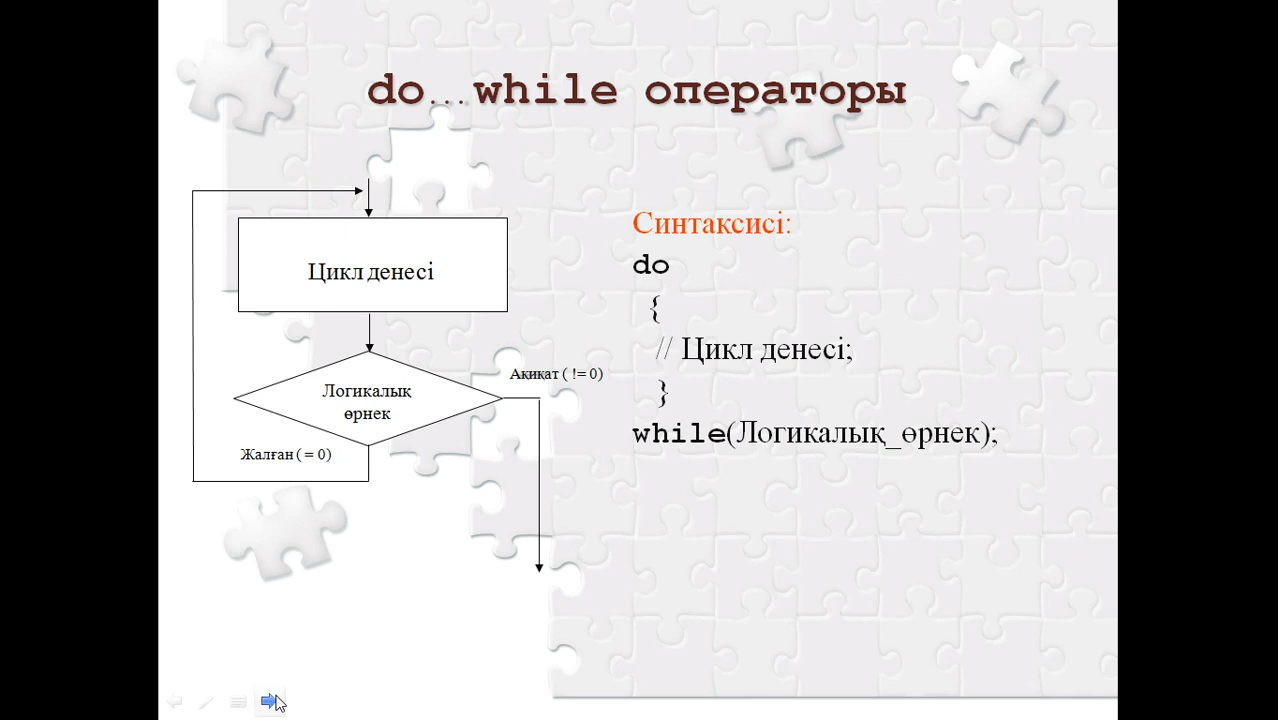 do...while операторы
Цикл денесі
Логикалық
өрнек
Ақиқат ( != 0)
Жалған ( = 0)
Синтаксисі:
do
{
// Цикл денесі;
}
while(Логикалық_өрнек);